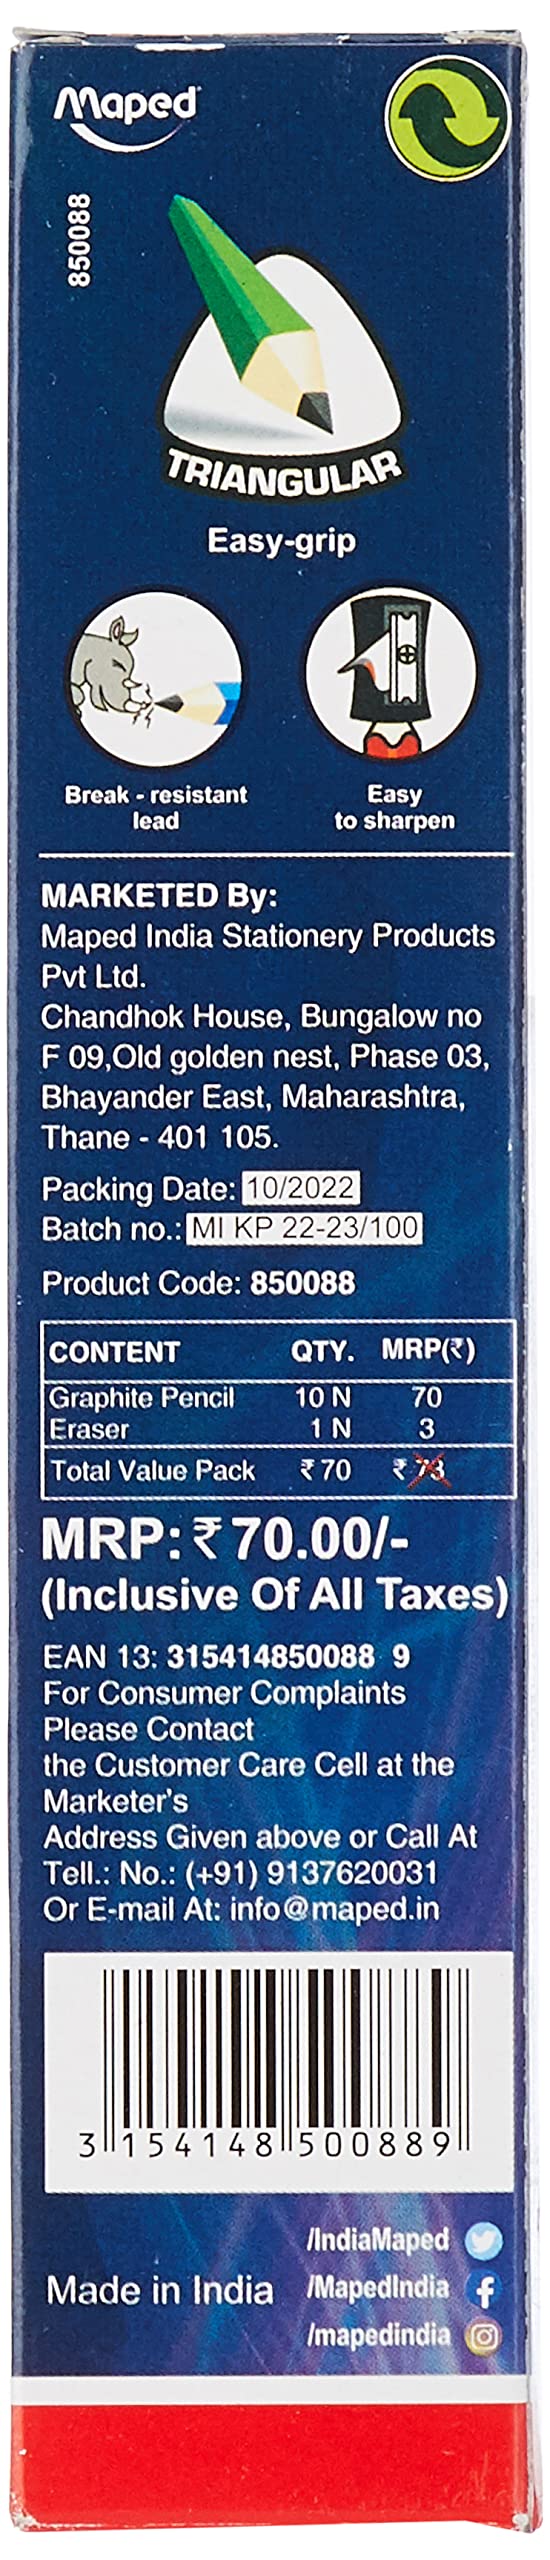 Maped
850088
TRIANGULAR
Easy-grip
Break - resistant
lead
Easy
to sharpen
MARKETED By:
Maped India Stationery Products
Pvt Ltd.
Chandhok House, Bungalow no
F 09,Old golden nest, Phase 03,
Bhayander East, Maharashtra,
Thane - 401 105.
Packing Date: 10/2022
Batch no.: MI KP 22-23/100
Product Code: 850088
CONTENT QTY. MRP(₹)
Graphite Pencil 10 N 70
Eraser 1 N 3
Total Value Pack ₹ 70 ₹ 73
MRP: ₹ 70.00/-
(Inclusive Of All Taxes)
EAN 13: 315414850088 9
For Consumer Complaints
Please Contact
the Customer Care Cell at the
Marketer's
Address Given above or Call At
Tell.: No.: (+91) 9137620031
Or E-mail At: info@maped.in
3 154148 500889
/IndiaMaped
Made in India /MapedIndia
/mapedindia